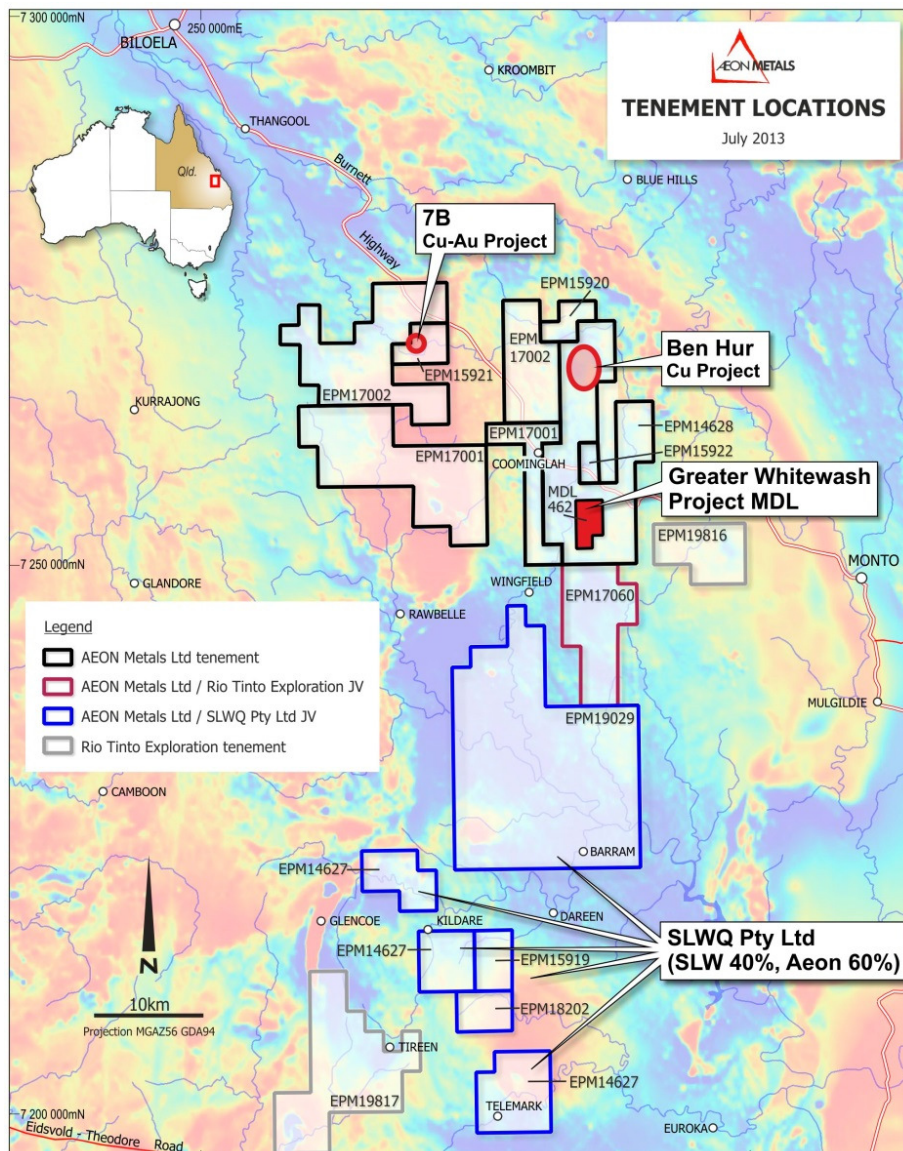 7 300 000mN
BILOELA
250 000mE
KROOMBIT
AEON METALS
TENEMENT LOCATIONS
July 2013
THANGOOL
Qld.
Burnett
Highway
BLUE HILLS
7B
Cu-Au Project
EPM15920
EPM
17002
Ben Hur
Cu Project
EPM15921
EPM17002
KURRAJONG
EPM17001
EPM14628
EPM17001
EPM15922
COOMINGLAH
Greater Whitewash
Project MDL
MDL
462
EPM19816
MONTO
7 250 000mN
GLANDORE
WINGFIELD
EPM17060
RAWBELLE
Legend
AEON Metals Ltd tenement
AEON Metals Ltd / Rio Tinto Exploration JV
AEON Metals Ltd / SLWQ Pty Ltd JV
Rio Tinto Exploration tenement
MULGILDIE
EPM19029
CAMBOON
BARRAM
EPM14627
GLENCOE
KILDARE
DAREEN
SLWQ Pty Ltd
(SLW 40%, Aeon 60%)
EPM14627
EPM15919
N
10km
Projection MGAZ56 GDA94
EPM18202
TIREEN
EPM14627
EPM19817
TELEMARK
7 200 000mN
EUROKA
Eidsvold - Theodore Road